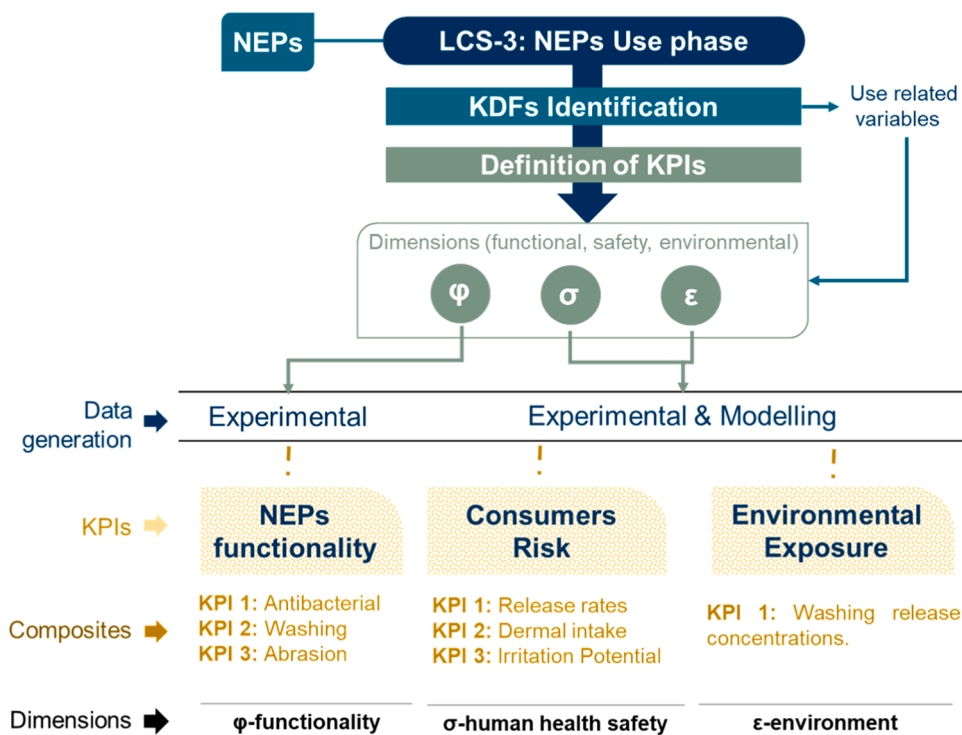 NEPs
LCS-3: NEPs Use phase
KDFs Identification
Use related
variables
Definition of KPIs
Dimensions (functional, safety, environmental)
φ
σ
ε
Data
generation
Experimental
Experimental & Modelling
KPIs
NEPs
functionality
Consumers
Risk
Environmental
Exposure
Composites
KPI 1: Antibacterial
KPI 2: Washing
KPI 3: Abrasion
KPI 1: Release rates
KPI 2: Dermal intake
KPI 3: Irritation Potential
KPI 1: Washing release
concentrations.
Dimensions
φ-functionality
σ-human health safety
ε-environment